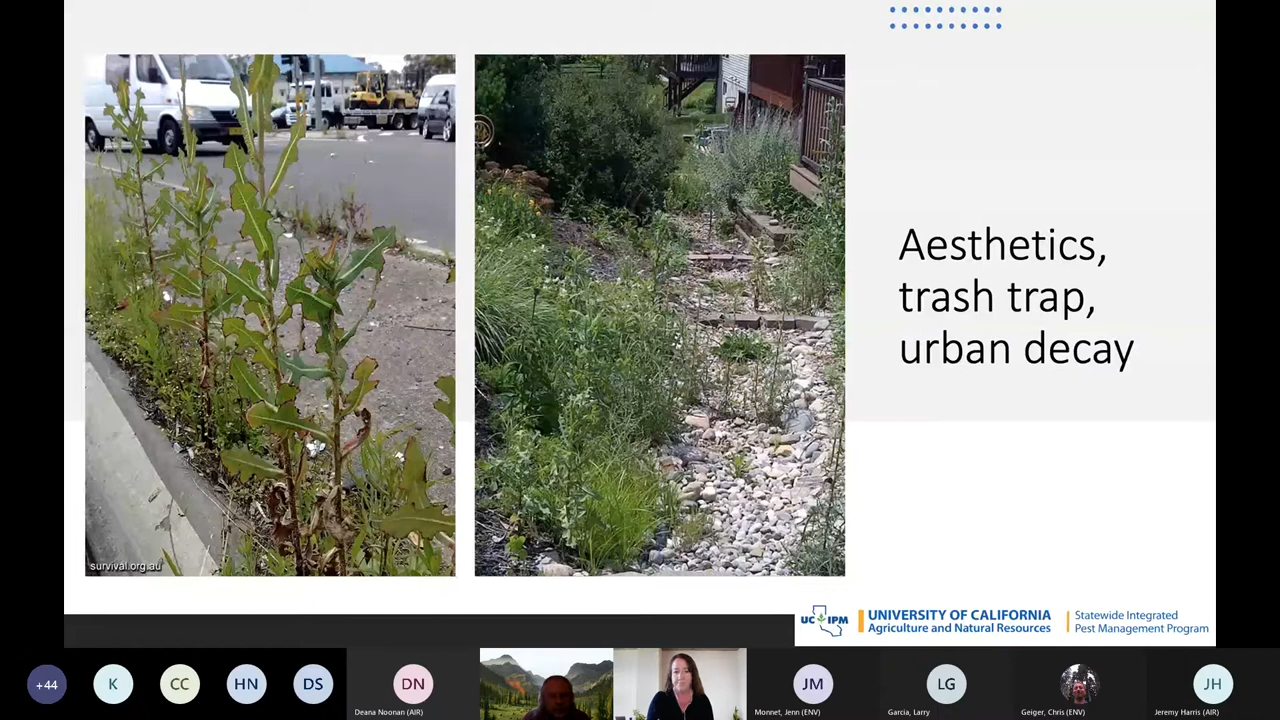 Aesthetics,
trash trap,
urban decay
survival.org.au
UC IPM
UNIVERSITY OF CALIFORNIA
Agriculture and Natural Resources
Statewide Integrated
Pest Management Program
+44
K
CC
HN
DS
DN
Deana Noonan (AIR)
JM
Monnet, Jenn (ENV)
LG
Garcia, Larry
Geiger, Chris (ENV)
JH
Jeremy Harris (AIR)